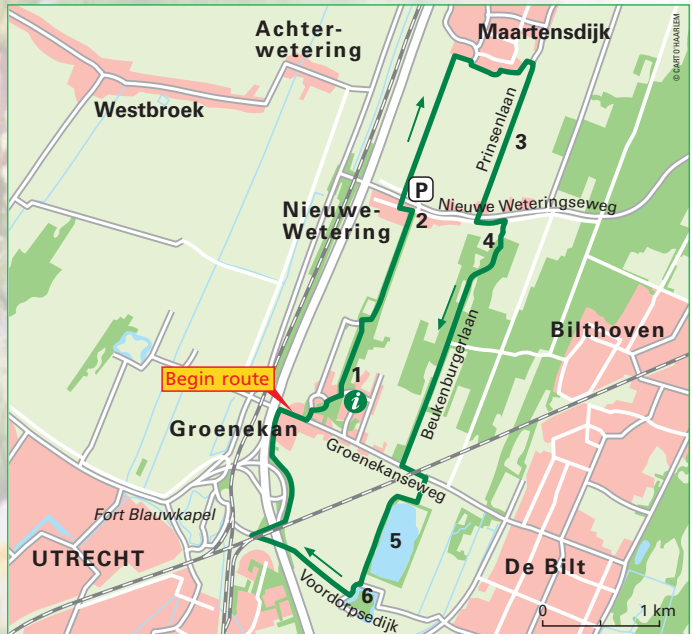 Achter-
wetering
Maartensdijk
© CARTO HAARLEM
Westbroek
Prinsenlaan
3
P
Nieuwe Weteringseweg
Nieuwe-
Wetering
2
4
Bilthoven
Beukenburgerlaan
1
Begin route
i
Groenekan
Groenekanseweg
Fort Blauwkapel
5
UTRECHT
De Bilt
Voordorpsedijk
6
0
1 km